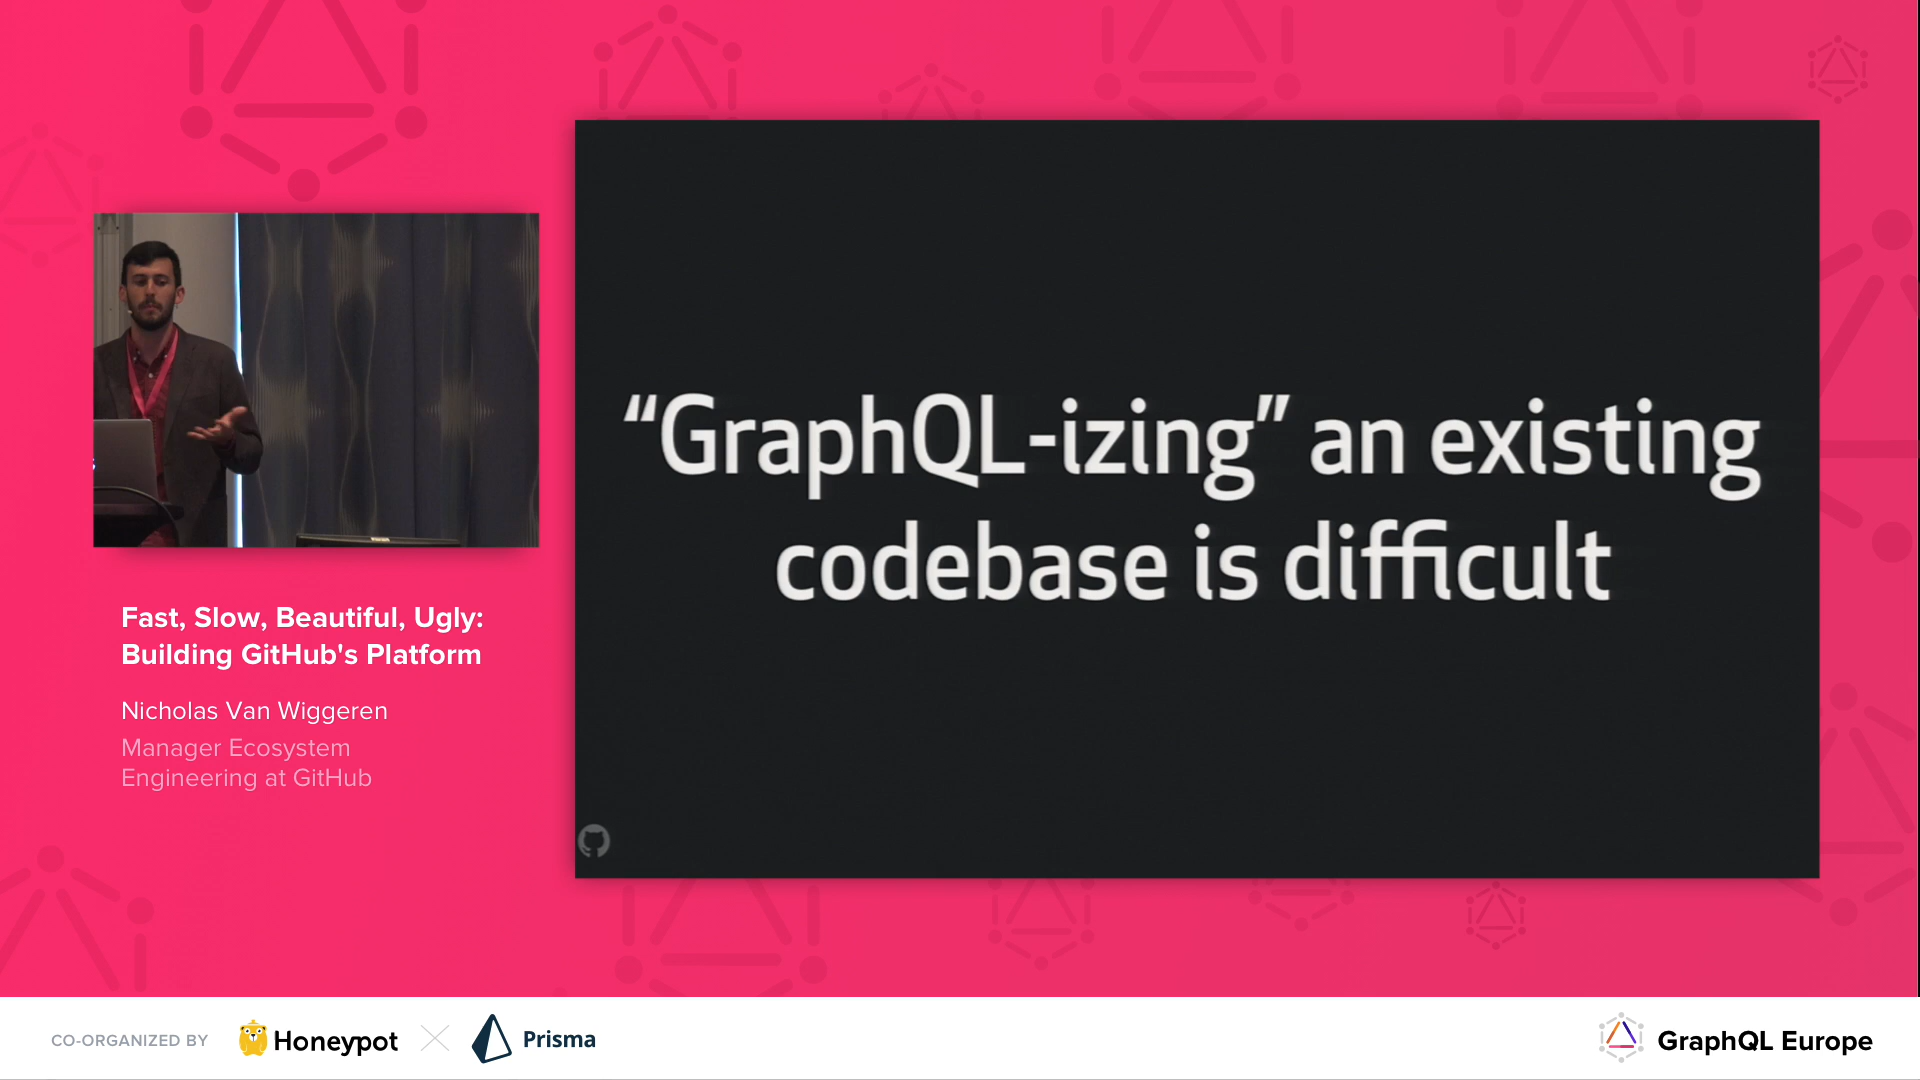 “GraphQL-izing” an existing
codebase is difficult
Fast, Slow, Beautiful, Ugly:
Building GitHub's Platform
Nicholas Van Wiggeren
Manager Ecosystem
Engineering at GitHub
CO-ORGANIZED BY
Honeypot
Prisma
GraphQL Europe